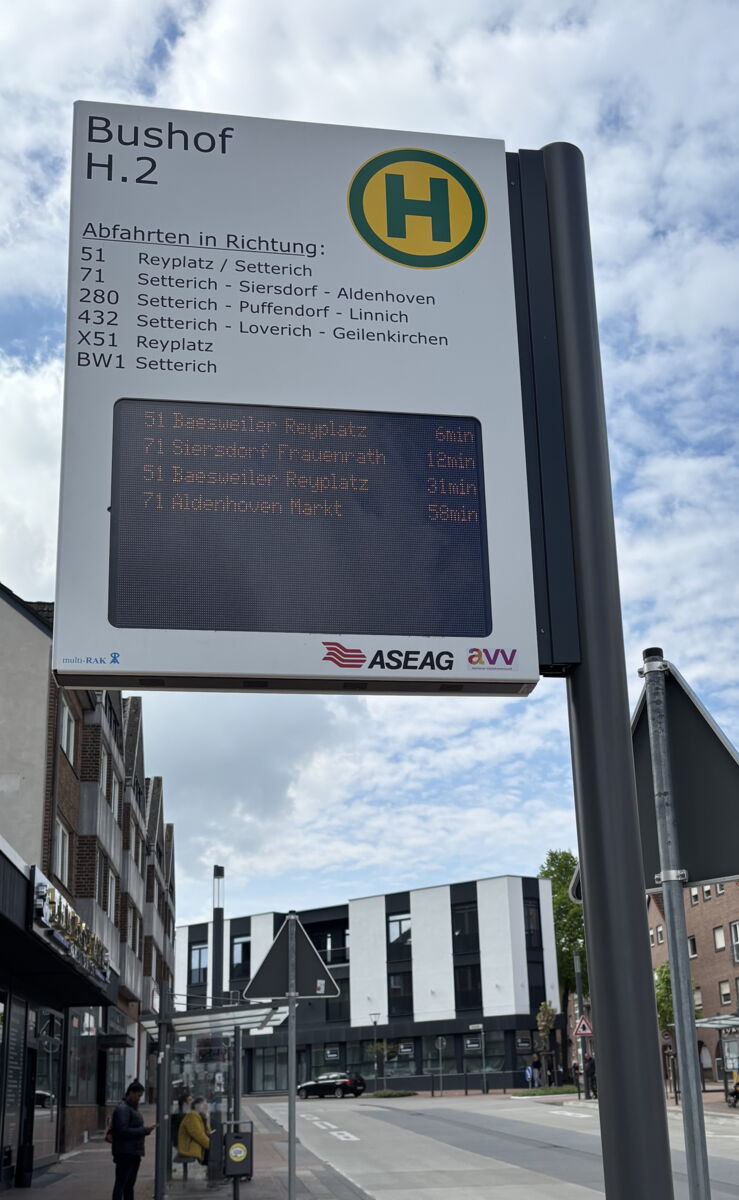 Bushof
H.2
H
Abfahrten in Richtung:
51 Reyplatz / Setterich
71 Setterich - Siersdorf - Aldenhoven
280 Setterich - Puffendorf - Linnich
432 Setterich - Loverich - Geilenkirchen
X51 Reyplatz
BW1 Setterich
51 Baesweiler Reyplatz 6min
71 Siersdorf Frauenrath 12min
51 Baesweiler Reyplatz 31min
71 Aldenhoven Markt 58min
multi-RAK
ASEAG
avv